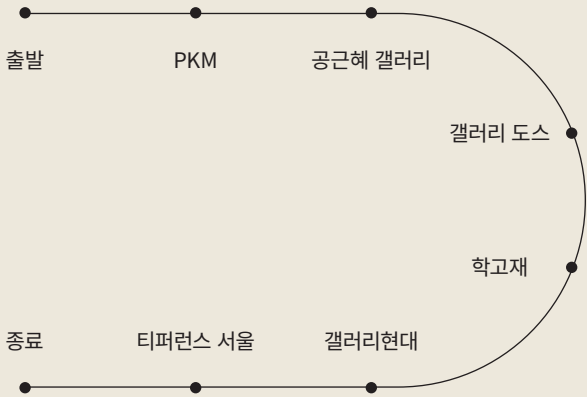 출발
PKM
공근혜 갤러리
갤러리 도스
학고재
갤러리현대
티퍼런스 서울
종료